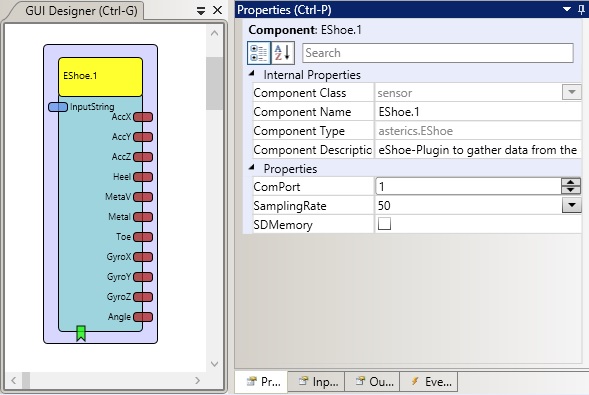 GUI Designer (Ctrl-G)
EShoe.1
InputString
AccX
AccY
AccZ
Heel
MetaV
Metal
Toe
GyroX
GyroY
GyroZ
Angle
Properties (Ctrl-P)
Component: EShoe.1
Search
Internal Properties
Component Class sensor
Component Name EShoe.1
Component Type asterics.EShoe
Component Descriptio eShoe-Plugin to gather data from the
Properties
ComPort 1
SamplingRate 50
SDMemory
Pr... Inp... Ou... Eve...